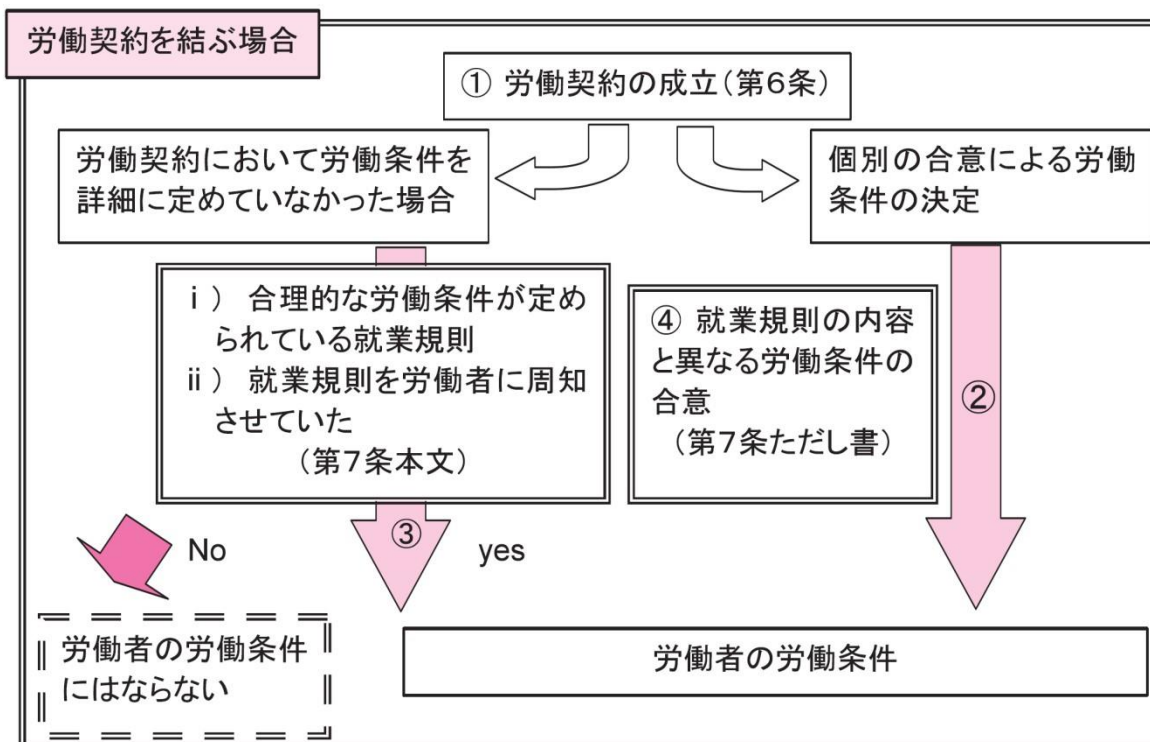 労働契約を結ぶ場合
① 労働契約の成立(第6条)
労働契約において労働条件を
詳細に定めていなかった場合
個別の合意による労働
条件の決定
ⅰ） 合理的な労働条件が定め
られている就業規則
ⅱ） 就業規則を労働者に周知
させていた
（第7条本文）
④ 就業規則の内容
と異なる労働条件の
合意
（第7条ただし書）
②
③
No
yes
労働者の労働条件
にはならない
労働者の労働条件